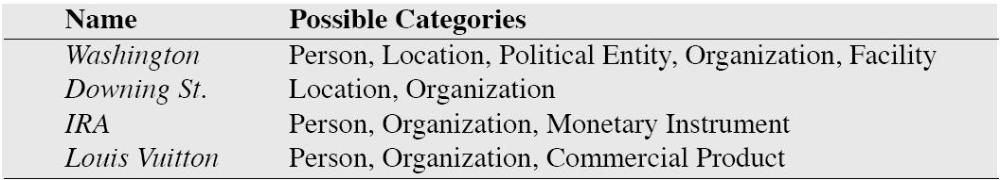 Name Possible Categories
Washington Person, Location, Political Entity, Organization, Facility
Downing St. Location, Organization
IRA Person, Organization, Monetary Instrument
Louis Vuitton Person, Organization, Commercial Product